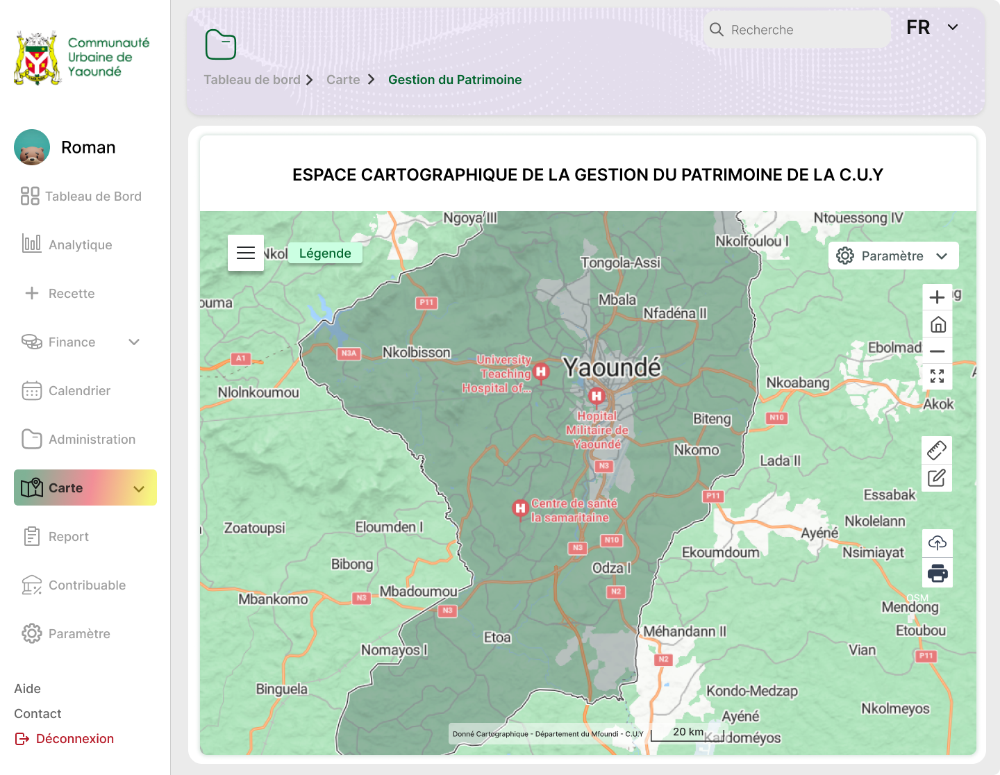 Communauté
Urbaine de
Yaoundé
Roman
Tableau de Bord
Analytique
Recette
Finance
Calendrier
Administration
Carte
Report
Contribuable
Paramètre
Aide
Contact
Déconnexion
Recherche
FR
Tableau de bord
Carte
Gestion du Patrimoine
ESPACE CARTOGRAPHIQUE DE LA GESTION DU PATRIMOINE DE LA C.U.Y
Ngoya III
Ntouessong IV
Nkolfoulou I
Nkol
Légende
Paramètre
Tongola-Assi
ouma
P11
Mbala
Nfadéna II
ng
A1
N3A
Nkolbisson
University
Teaching
Hospital of...
H
Yaoundé
Ebolmad
Nlolnkoumou
H
Nkoabang
A
Akok
Hopital
Militaire de
Yaoundé
Biteng
N10
Nkomo
Lada II
N3
P11
Essabak
H
Centre de santé
la samaritaine
Zoatoupsi
Eloumden I
Nkolelann
Ayéné
N10
N3
Ekoumdoum
Nsimiayat
Bibong
Odza I
Mbankomo
N3
Mbadoumou
N2
OSM
Mendong
N3
Etoa
Méhandann II
Etoubou
Nomayos I
N2
Vian
P11
Binguela
Kondo-Medzap
Nkolmeyos
Ayéné
Donné Cartographique - Département du Mfoundi - C.U.Y
20 km
Kardoméyos